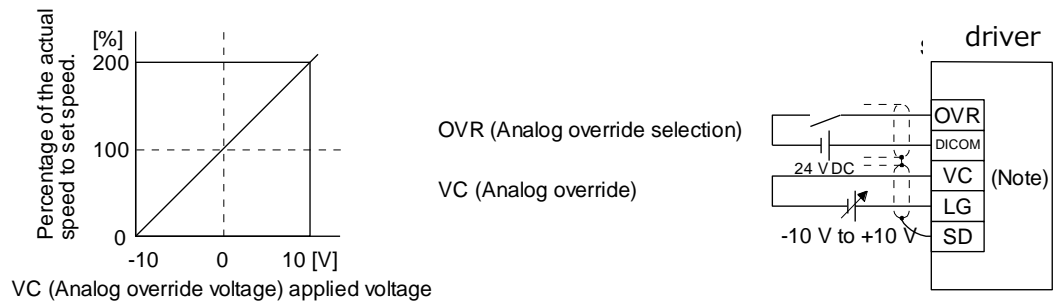 Percentage of the actual
speed to set speed.
[%]
200
100
0
-10
0
10 [V]
VC (Analog override voltage) applied voltage
OVR (Analog override selection)
VC (Analog override)
24 V DC
-10 V to +10 V
driver
OVR
DICOM
VC
LG
SD
(Note)